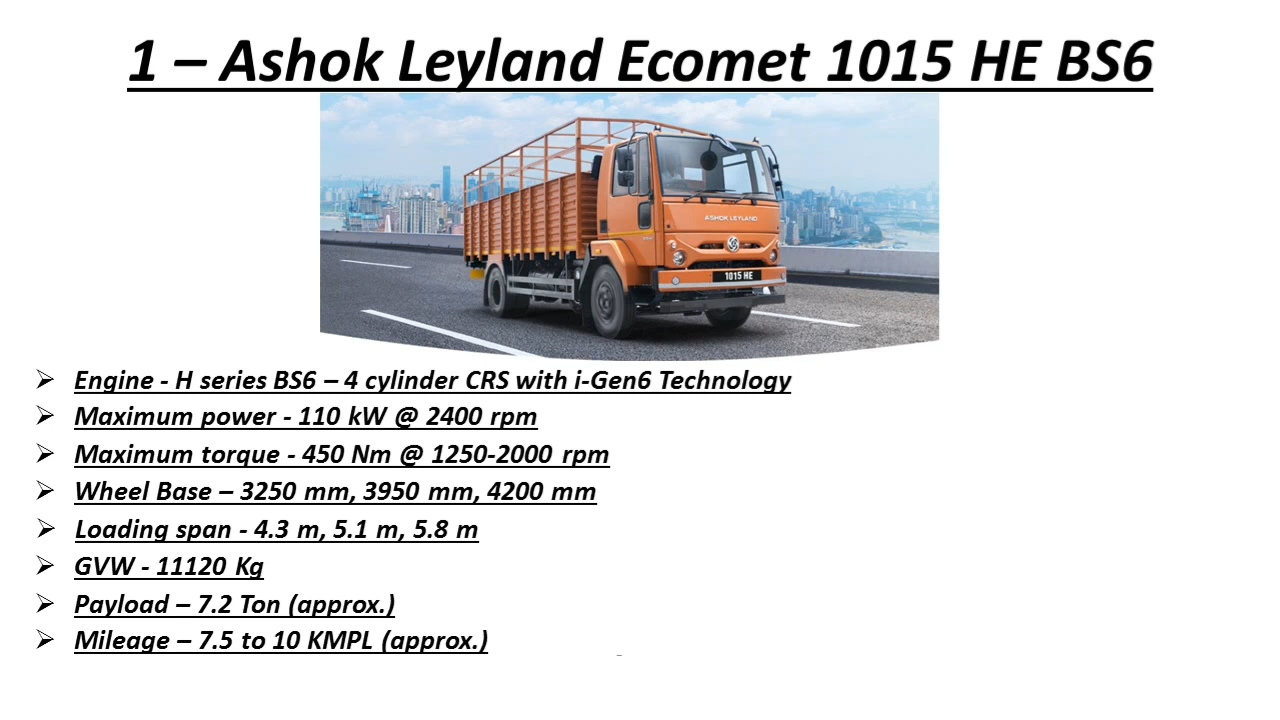 1 – Ashok Leyland Ecomet 1015 HE BS6
ASHOK LEYLAND
1015 HE
Engine - H series BS6 – 4 cylinder CRS with i-Gen6 Technology
Maximum power - 110 kW @ 2400 rpm
Maximum torque - 450 Nm @ 1250-2000 rpm
Wheel Base – 3250 mm, 3950 mm, 4200 mm
Loading span - 4.3 m, 5.1 m, 5.8 m
GVW - 11120 Kg
Payload – 7.2 Ton (approx.)
Mileage – 7.5 to 10 KMPL (approx.)